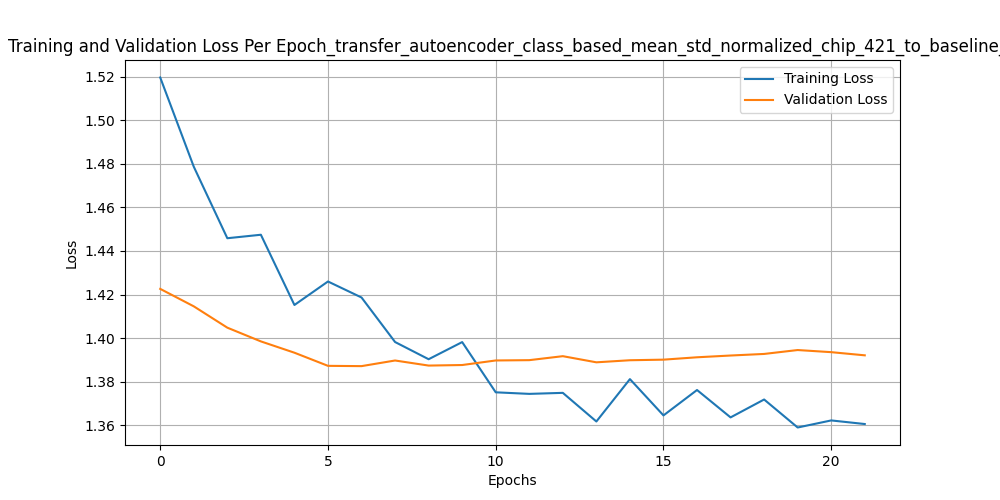 Training and Validation Loss Per Epoch_transfer_autoencoder_class_based_mean_std_normalized_chip_421_to_baseline_
Training Loss
Validation Loss
1.52
1.50
1.48
1.46
1.44
1.42
1.40
1.38
1.36
Loss
0
5
10
15
20
Epochs